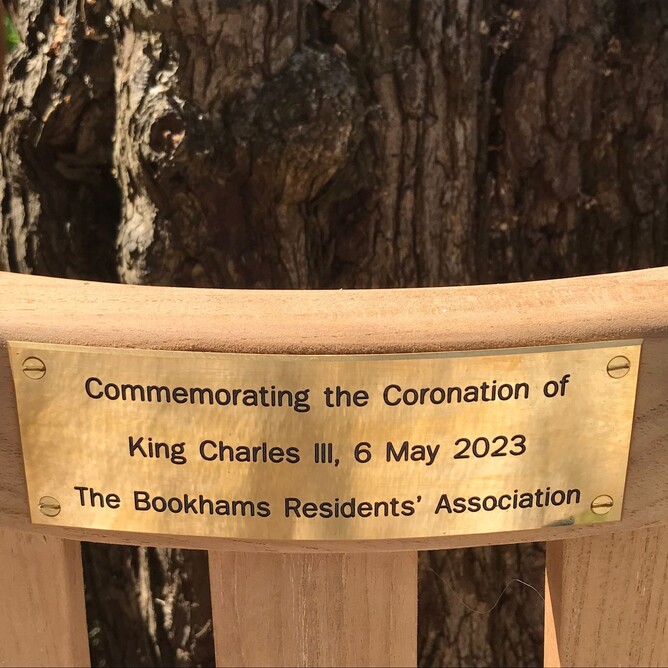 Commemorating the Coronation of
King Charles III, 6 May 2023
The Bookhams Residents' Association